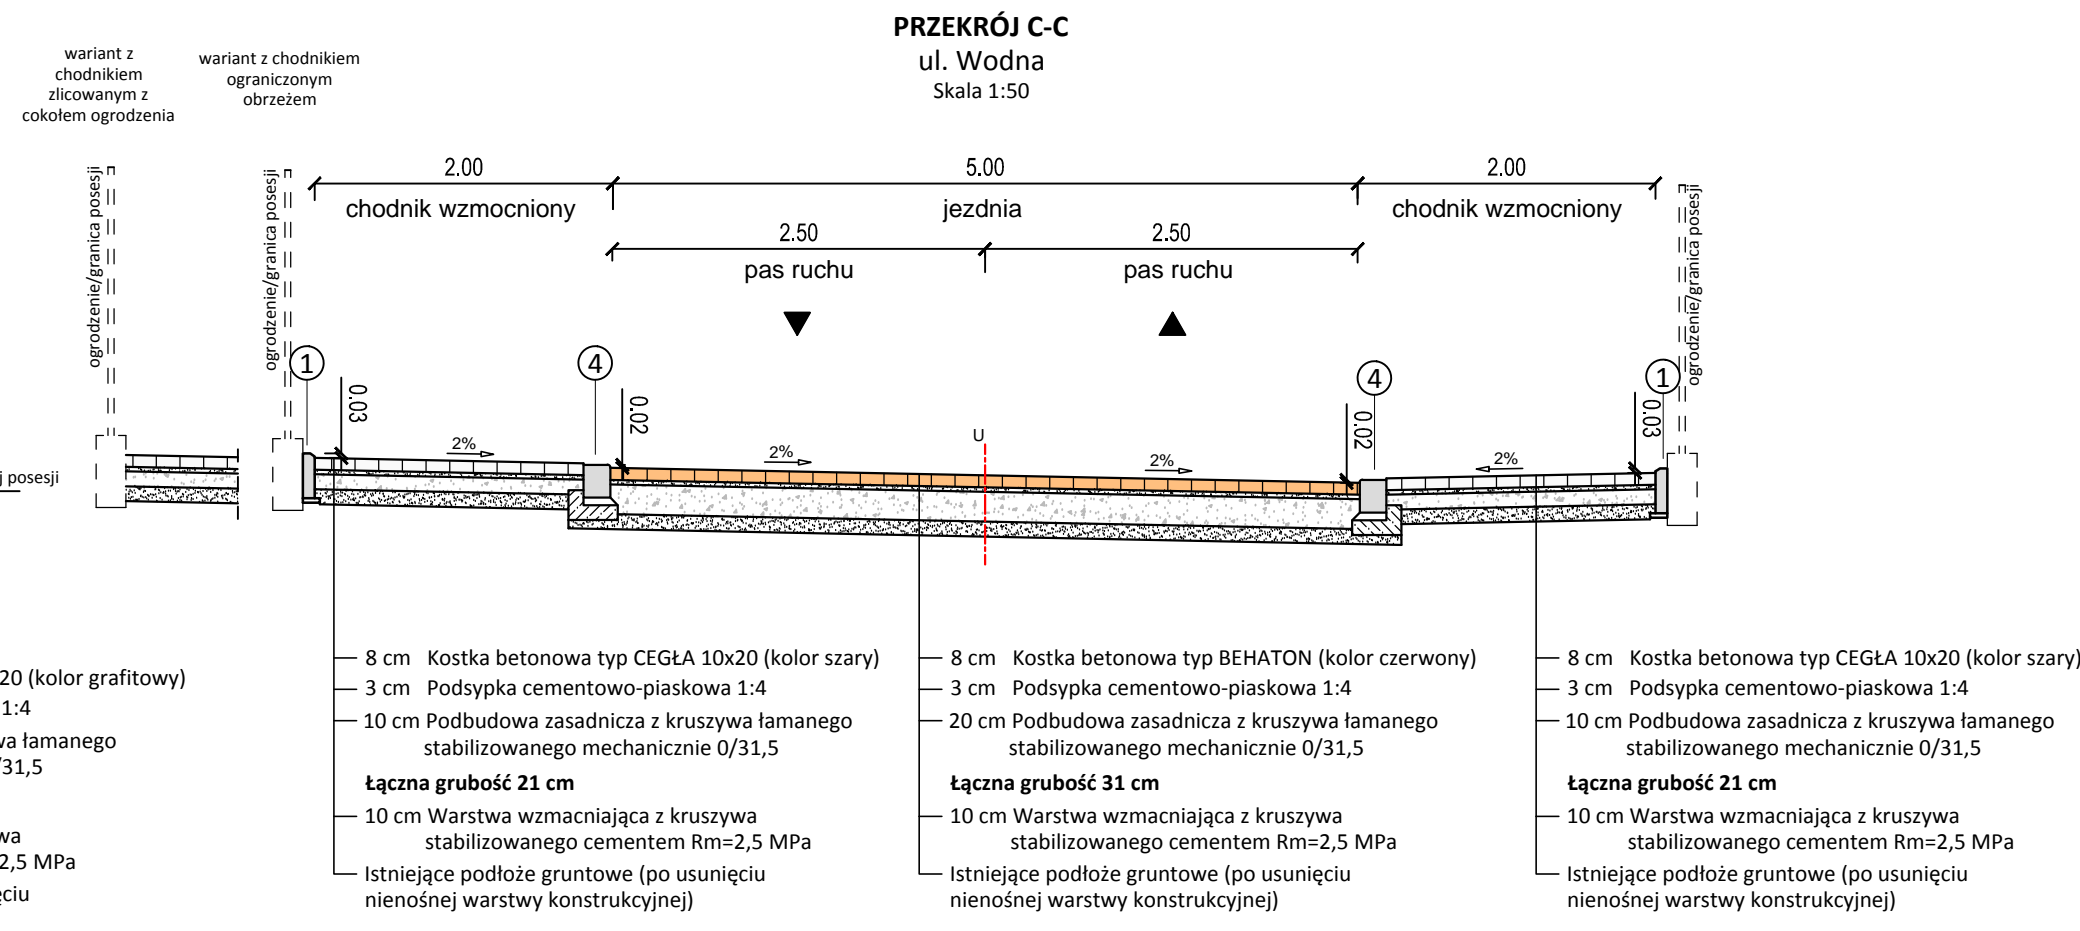 PRZEKRÓJ C-C
ul. Wodna
Skala 1:50
wariant z
chodnikiem
zlicowanym z
cokołem ogrodzenia
wariant z chodnikiem
ograniczonym
obrzeżem
2.00
5.00
2.00
chodnik wzmocniony
jezdnia
chodnik wzmocniony
2.50
2.50
pas ruchu
pas ruchu
ogrodzenie/granica posesji
ogrodzenie/granica posesji
ogrodzenie/granica posesji
1
4
4
1
0.03
0.02
0.02
0.03
U
2%
2%
2%
2%
j posesji
20 (kolor grafitowy)
1:4
wa łamanego
/31,5
wa
2,5 MPa
ęciu
8 cm Kostka betonowa typ CEGŁA 10x20 (kolor szary)
3 cm Podsypka cementowo-piaskowa 1:4
10 cm Podbudowa zasadnicza z kruszywa łamanego
stabilizowanego mechanicznie 0/31,5
Łączna grubość 21 cm
10 cm Warstwa wzmacniająca z kruszywa
stabilizowanego cementem Rm=2,5 MPa
Istniejące podłoże gruntowe (po usunięciu
nienośnej warstwy konstrukcyjnej)
8 cm Kostka betonowa typ BEHATON (kolor czerwony)
3 cm Podsypka cementowo-piaskowa 1:4
20 cm Podbudowa zasadnicza z kruszywa łamanego
stabilizowanego mechanicznie 0/31,5
Łączna grubość 31 cm
10 cm Warstwa wzmacniająca z kruszywa
stabilizowanego cementem Rm=2,5 MPa
Istniejące podłoże gruntowe (po usunięciu
nienośnej warstwy konstrukcyjnej)
8 cm Kostka betonowa typ CEGŁA 10x20 (kolor szary)
3 cm Podsypka cementowo-piaskowa 1:4
10 cm Podbudowa zasadnicza z kruszywa łamanego
stabilizowanego mechanicznie 0/31,5
Łączna grubość 21 cm
10 cm Warstwa wzmacniająca z kruszywa
stabilizowanego cementem Rm=2,5 MPa
Istniejące podłoże gruntowe (po usunięciu
nienośnej warstwy konstrukcyjnej)